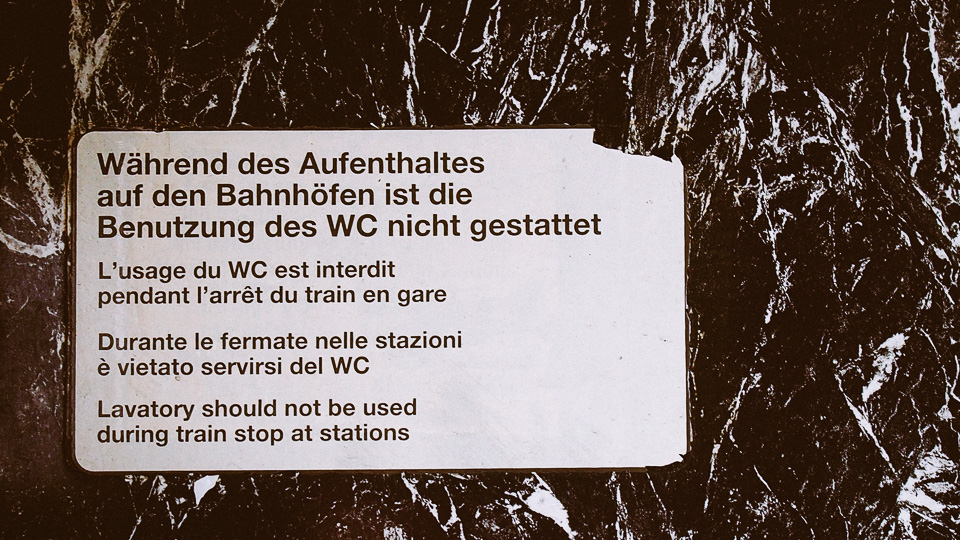 Während des Aufenthaltes
auf den Bahnhöfen ist die
Benutzung des WC nicht gestattet
L’usage du WC est interdit
pendant l’arrêt du train en gare
Durante le fermate nelle stazioni
è vietato servirsi del WC
Lavatory should not be used
during train stop at stations